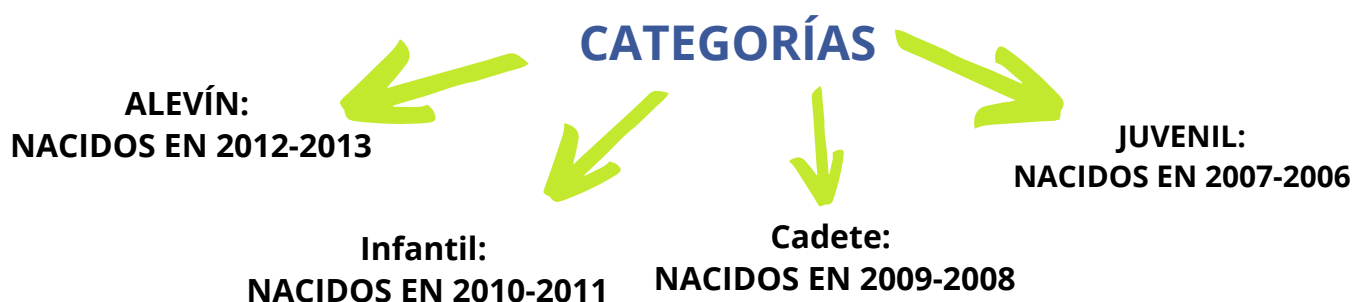 CATEGORÍAS
ALEVÍN:
NACIDOS EN 2012-2013
Infantil:
NACIDOS EN 2010-2011
Cadete:
NACIDOS EN 2009-2008
JUVENIL:
NACIDOS EN 2007-2006